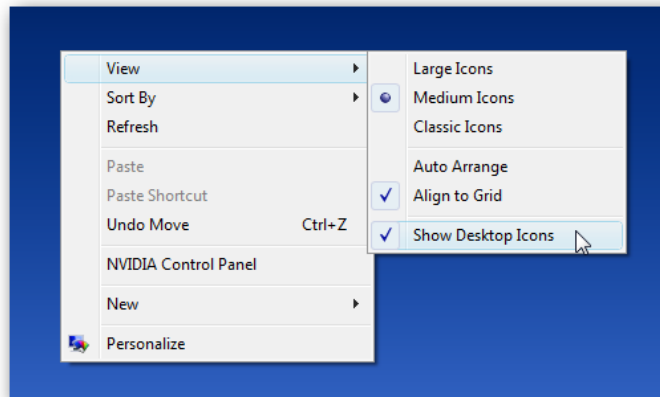 View
Sort By
Refresh
Paste
Paste Shortcut
Undo Move Ctrl+Z
NVIDIA Control Panel
New
Personalize
Large Icons
Medium Icons
Classic Icons
Auto Arrange
Align to Grid
Show Desktop Icons